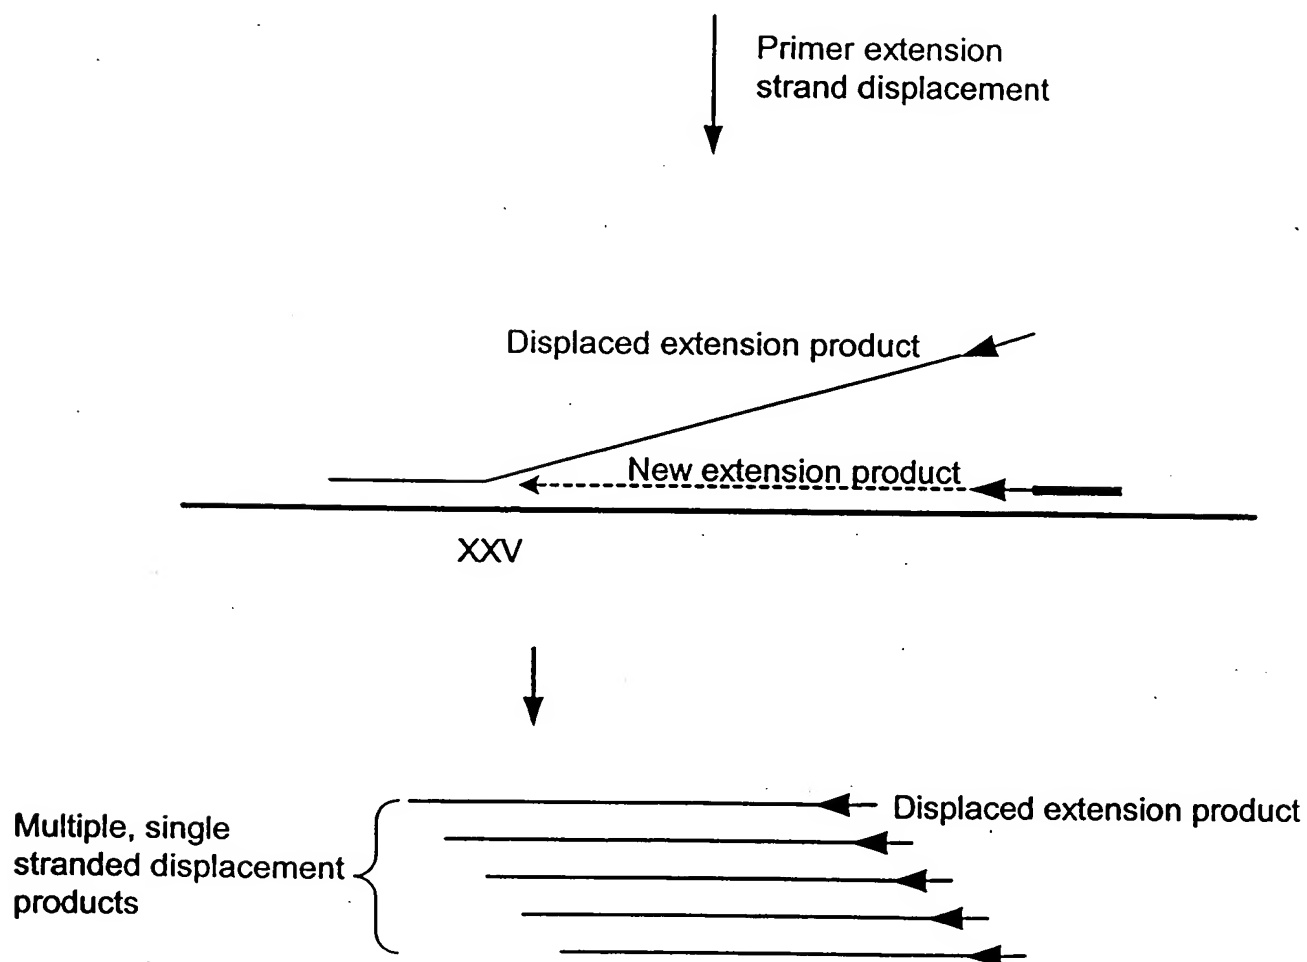 Primer extension
strand displacement
Displaced extension product
New extension product
XXV
Displaced extension product
Multiple, single
stranded displacement
products